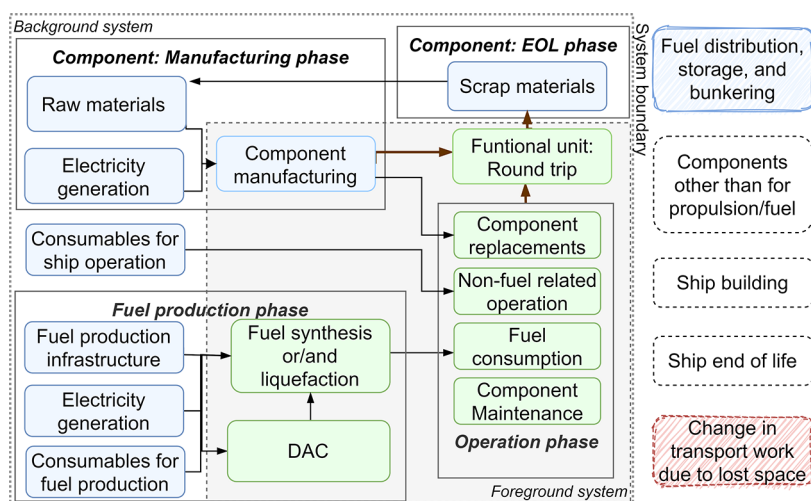 Background system
Component: Manufacturing phase
Raw materials
Electricity
generation
Component
manufacturing
Component: EOL phase
Scrap materials
Funtional unit:
Round trip
System boundary
Consumables for
ship operation
Component
replacements
Non-fuel related
operation
Fuel
consumption
Component
Maintenance
Operation phase
Fuel production phase
Fuel production
infrastructure
Electricity
generation
Consumables for
fuel production
Fuel synthesis
or/and
liquefaction
DAC
Foreground system
Fuel distribution,
storage, and
bunkering
Components
other than for
propulsion/fuel
Ship building
Ship end of life
Change in
transport work
due to lost space